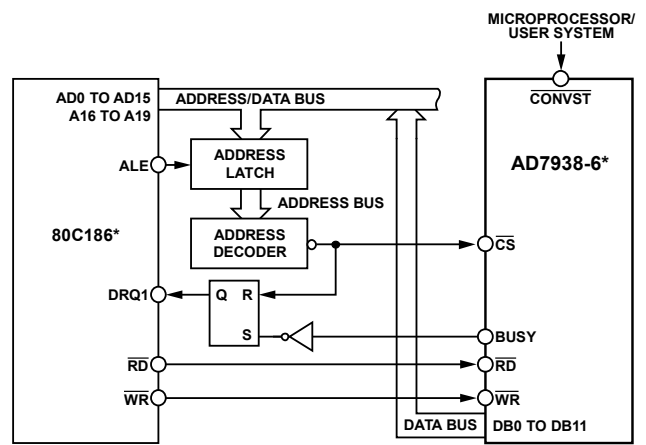 MICROPROCESSOR/
USER SYSTEM
CONVST
AD7938-6*
AD0 TO AD15
A16 TO A19
ADDRESS/DATA BUS
ALE
ADDRESS
LATCH
ADDRESS BUS
80C186*
ADDRESS
DECODER
CS
DRQ1
Q R
S
BUSY
RD
RD
WR
WR
DATA BUS
DB0 TO DB11